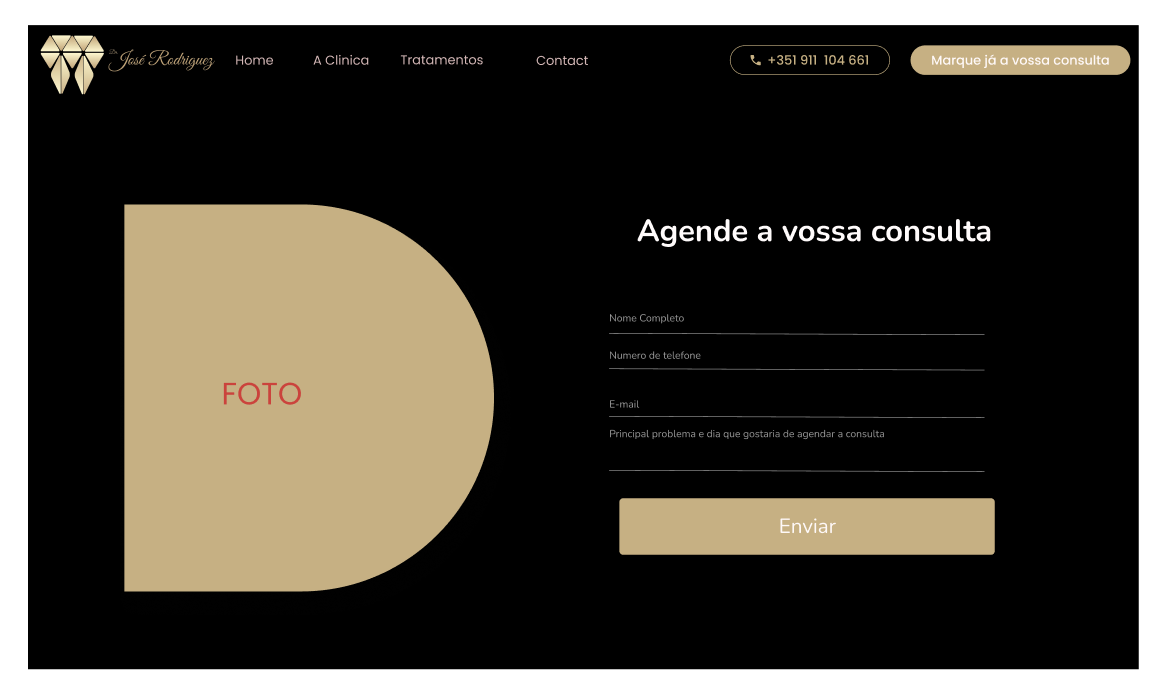 Dr. José Rodriguez
Home
A Clinica
Tratamentos
Contact
+351 911 104 661
Marque já a vossa consulta
Agende a vossa consulta
Nome Completo
Numero de telefone
E-mail
Principal problema e dia que gostaria de agendar a consulta
Enviar
FOTO